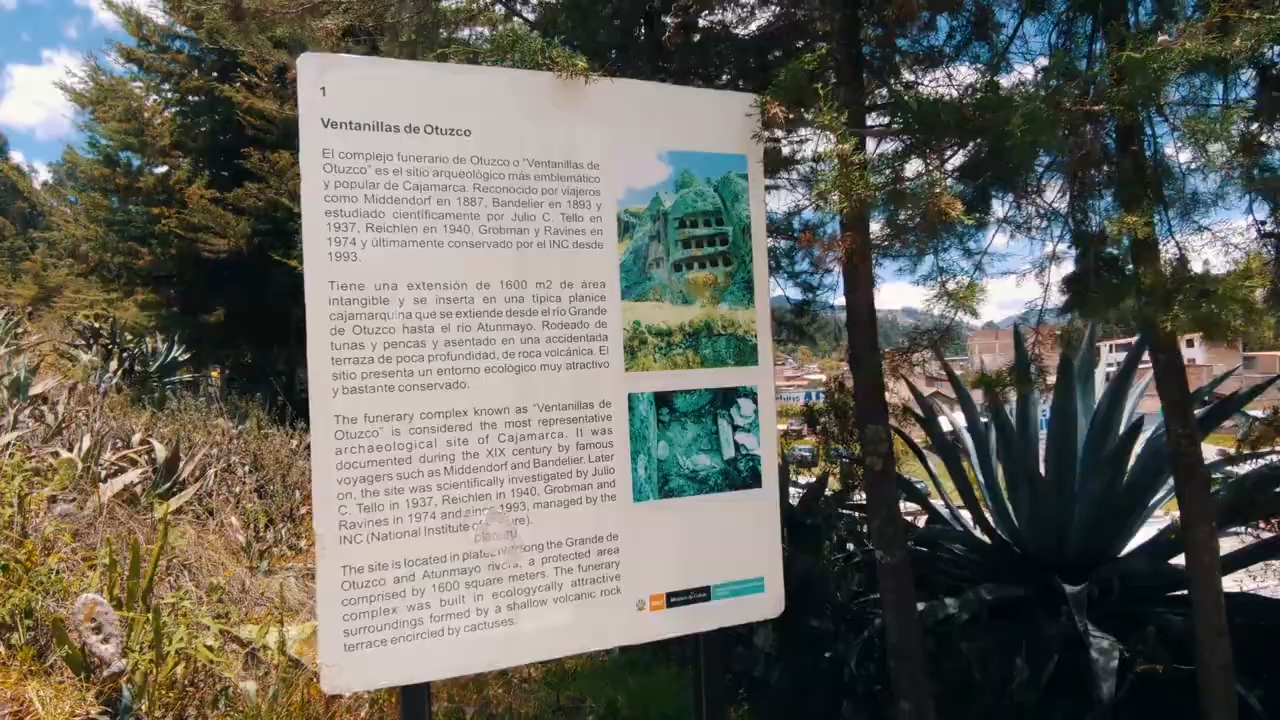 1
Ventanillas de Otuzco
El complejo funerario de Otuzco o “Ventanillas de
Otuzco” es el sitio arqueológico más emblemático
y popular de Cajamarca. Reconocido por viajeros
como Middendorf en 1887, Bandelier en 1893 y
estudiado científicamente por Julio C. Tello en
1937, Reichlen en 1940, Grobman y Ravines en
1974 y últimamente conservado por el INC desde
1993.
Tiene una extensión de 1600 m2 de área
intangible y se inserta en una típica planice
cajamarquina que se extiende desde el río Grande
de Otuzco hasta el río Atunmayo. Rodeado de
tunas y pencas y asentado en una accidentada
terraza de poca profundidad, de roca volcánica. El
sitio presenta un entorno ecológico muy atractivo
y bastante conservado.
The funerary complex known as “Ventanillas de
Otuzco” is considered the most representative
archaeological site of Cajamarca. It was
documented during the XIX century by famous
voyagers such as Middendorf and Bandelier. Later
on, the site was scientifically investigated by Julio
C. Tello in 1937, Reichlen in 1940, Grobman and
Ravines in 1974 and since 1993, managed by the
INC (National Institute
plateau
The site is located in along the Grande de
Otuzco and Atunmayo rivers, a protected area
comprised by 1600 square meters. The funerary
complex was built in ecologycally attractive
surroundings formed by a shallow volcanic rock
terrace encircled by cactuses.
Ministerio de Cultura